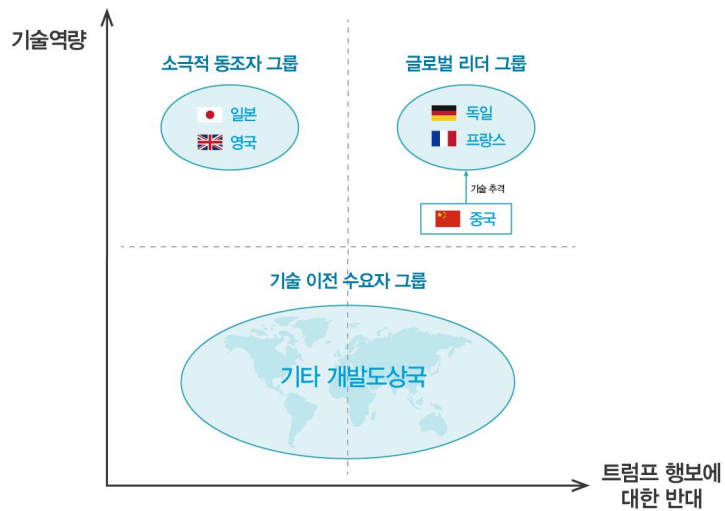 기술역량
소극적 동조자 그룹
글로벌 리더 그룹
일본
영국
독일
프랑스
기술 추격
중국
기술 이전 수요자 그룹
기타 개발도상국
트럼프 행보에
대한 반대